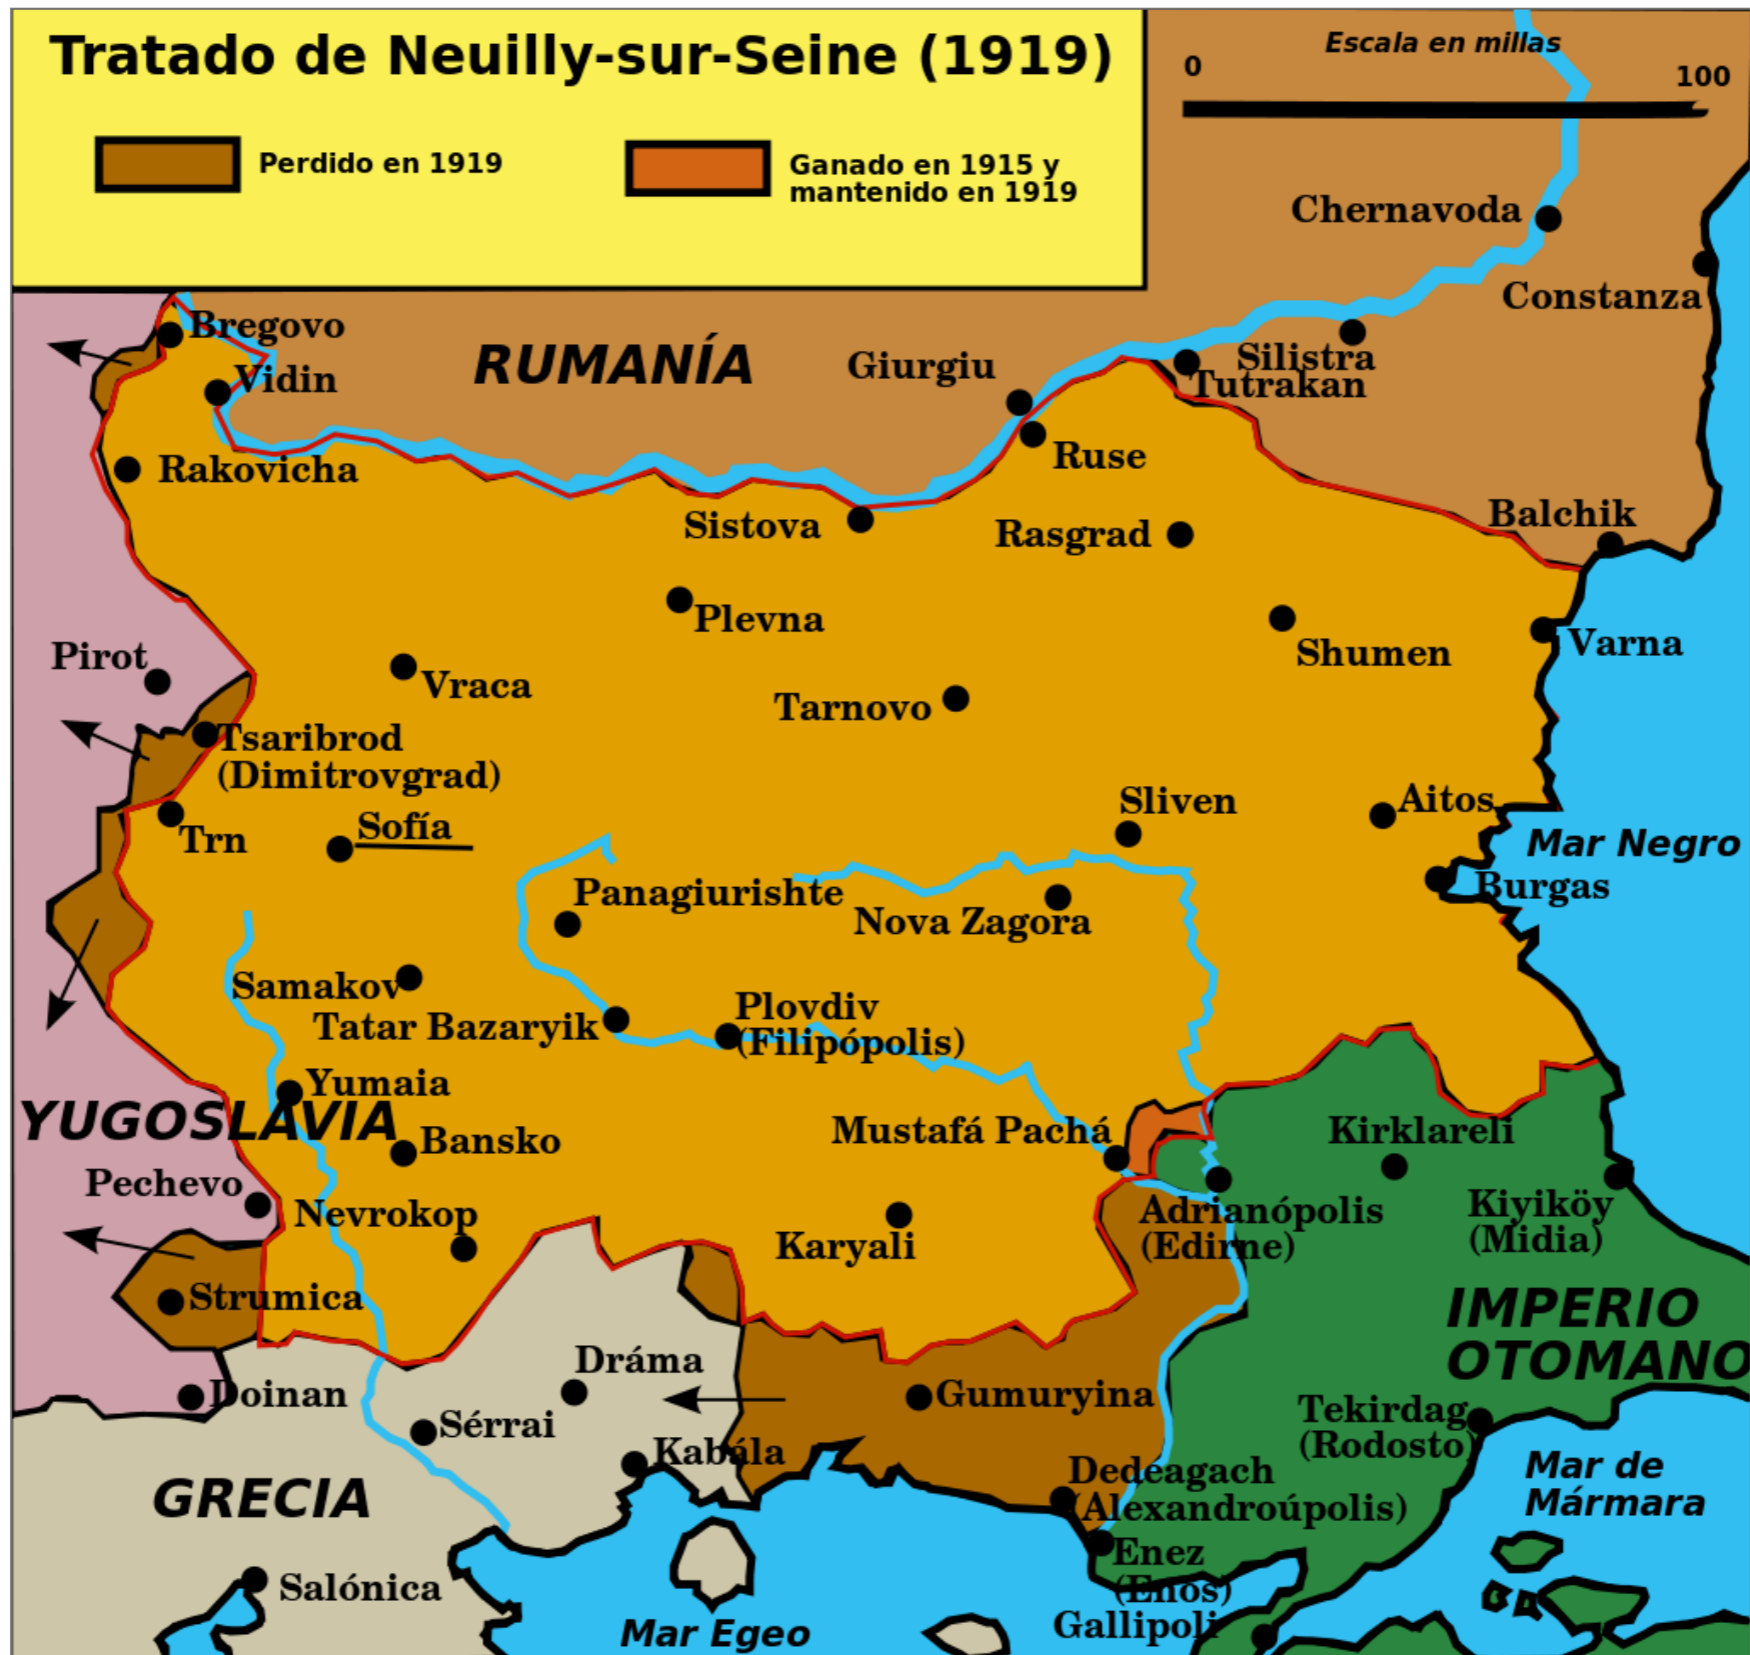 Tratado de Neuilly-sur-Seine (1919)
Perdido en 1919
Ganado en 1915 y
mantenido en 1919
Escala en millas
0
100
Chernavoda
Constanza
Bregovo
RUMANÍA
Giurgiu
Silistra
Tutrakan
Vidin
Rakovicha
Ruse
Sistova
Rasgrad
Balchik
Plevna
Shumen
Varna
Pirot
Vraca
Tarnovo
Tsaribrod
(Dimitrovgrad)
Trn
Sofía
Sliven
Aitos
Mar Negro
Burgas
Panagiurishte
Nova Zagora
Samakov
Tatar Bazaryik
Plovdiv
(Filipópolis)
Yumaia
YUGOSLAVIA
Bansko
Mustafá Pachá
Kirklareli
Pechevo
Nevrokop
Karyali
Adrianópolis
(Edirne)
Kiyiköy
(Midia)
Strumica
IMPERIO
OTOMANO
Doinan
Dráma
Sérrai
Gumuryina
Kabála
Tekirdag
(Rodosto)
Dedeagach
(Alexandroúpolis)
Mar de
Mármara
GRECIA
Enez
(Enos)
Salónica
Mar Egeo
Gallipoli